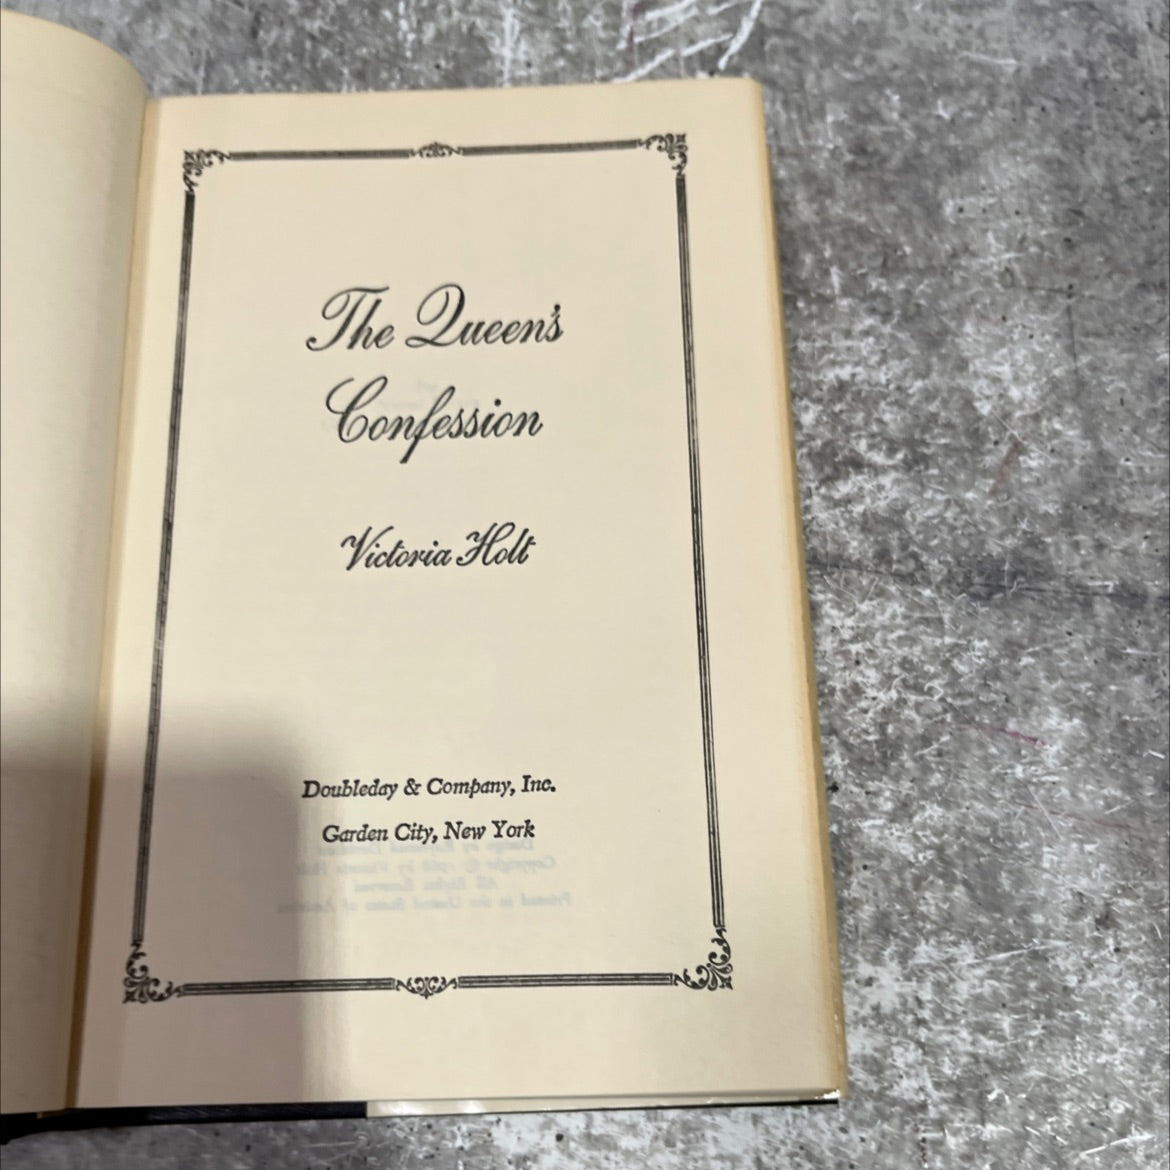 The Queen's
Confession
Victoria Holt
Doubleday & Company, Inc.
Garden City, New York